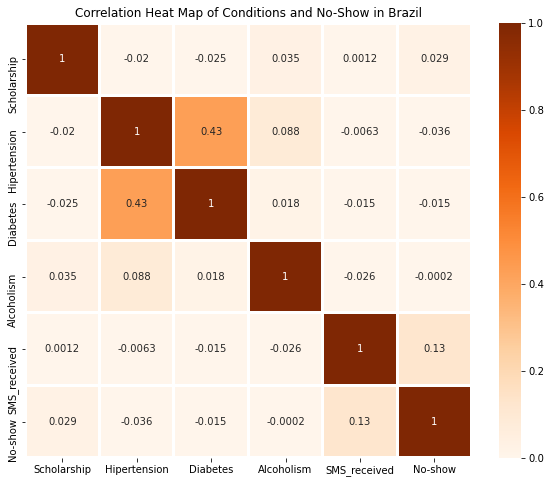 Correlation Heat Map of Conditions and No-Show in Brazil
Scholarship 1 -0.02 -0.025 0.035 0.0012 0.029
Hipertension -0.02 1 0.43 0.088 -0.0063 -0.036
Diabetes -0.025 0.43 1 0.018 -0.015 -0.015
Alcoholism 0.035 0.088 0.018 1 -0.026 -0.0002
SMS_received 0.0012 -0.0063 -0.015 -0.026 1 0.13
No-show 0.029 -0.036 -0.015 -0.0002 0.13 1
Scholarship Hipertension Diabetes Alcoholism SMS_received No-show
1.0
0.8
0.6
0.4
0.2
0.0